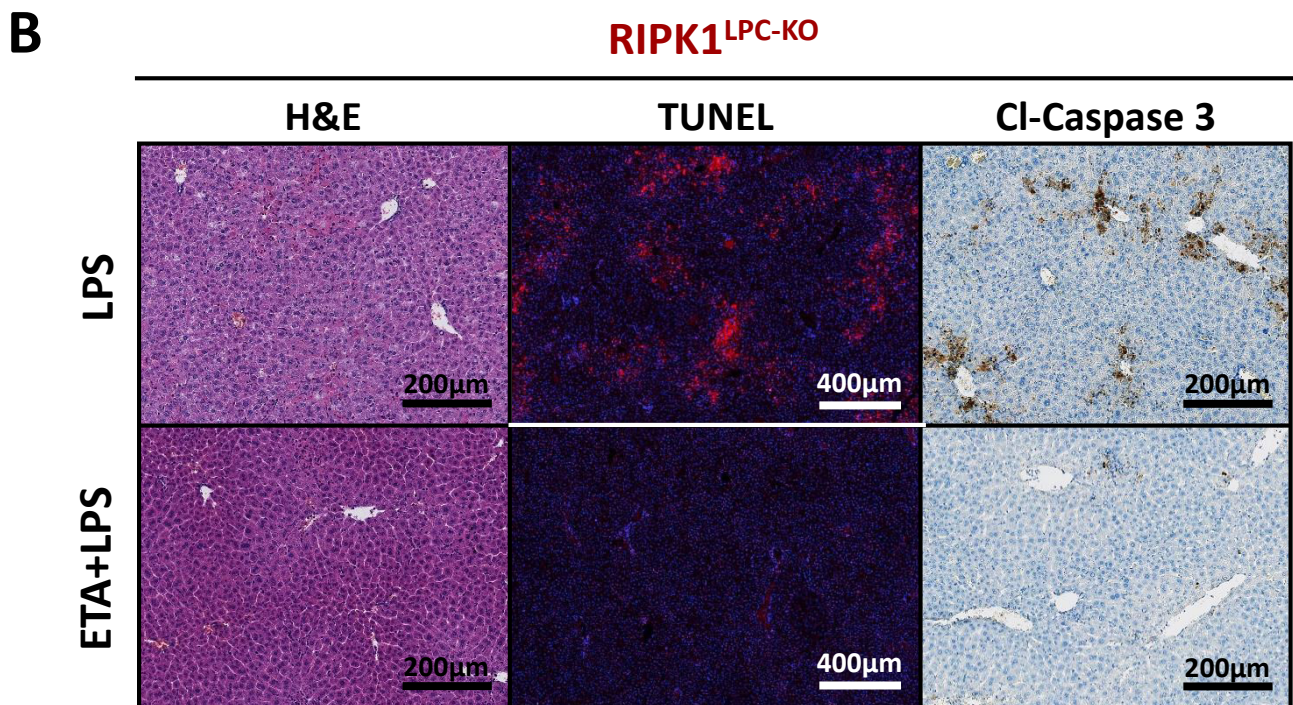 B
RIPK1LPC-KO
H&E TUNEL Cl-Caspase 3
LPS
200µm 400µm 200µm
ETA+LPS
200µm 400µm 200µm